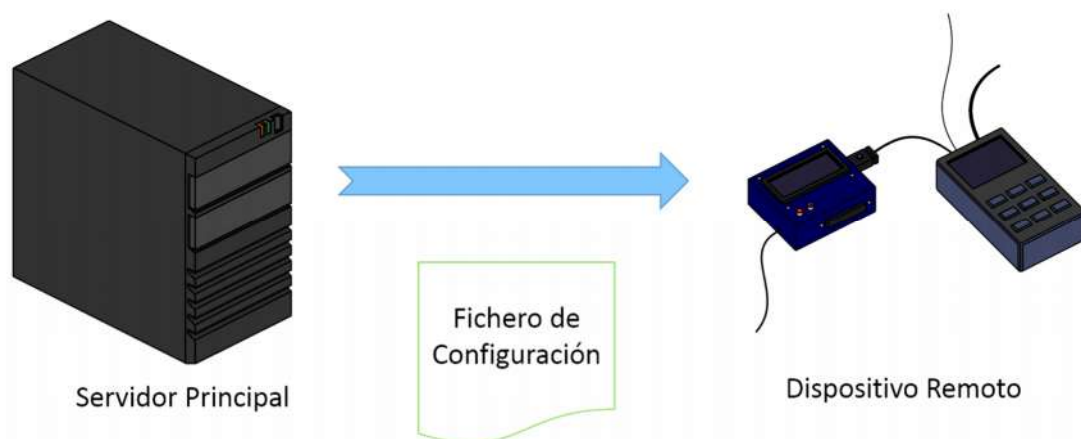 Servidor Principal
Fichero de
Configuración
Dispositivo Remoto